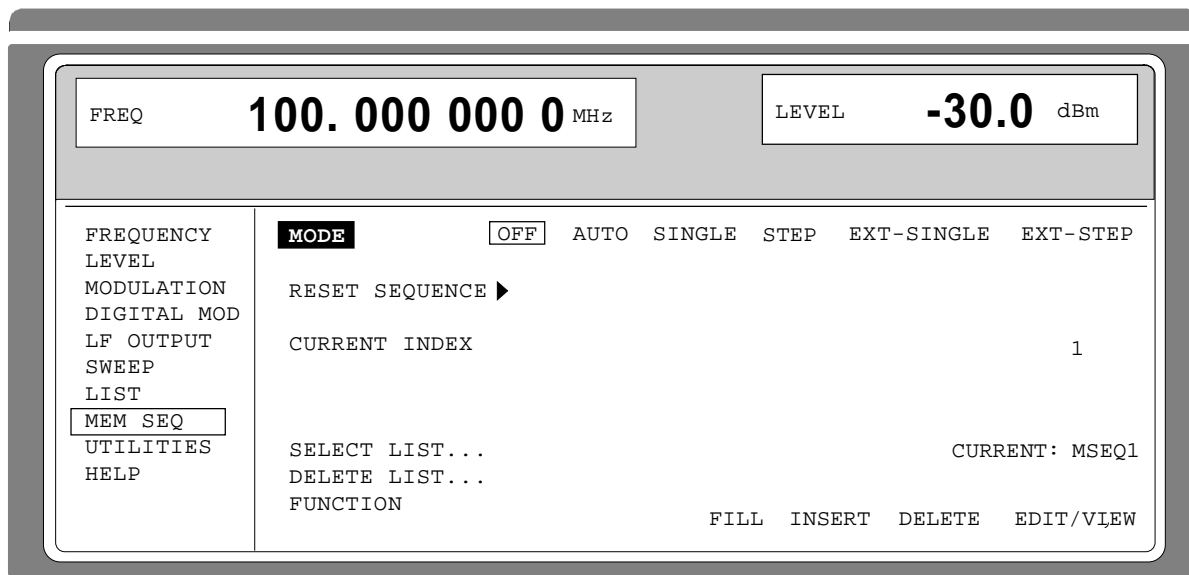 FREQ 100. 000 000 0 MHz LEVEL -30.0 dBm
FREQUENCY
LEVEL
MODULATION
DIGITAL MOD
LF OUTPUT
SWEEP
LIST
MEM SEQ
UTILITIES
HELP
MODE OFF AUTO SINGLE STEP EXT-SINGLE EXT-STEP
RESET SEQUENCE
CURRENT INDEX 1
SELECT LIST... CURRENT: MSEQ1
DELETE LIST...
FUNCTION
FILL INSERT DELETE EDIT/VIEW